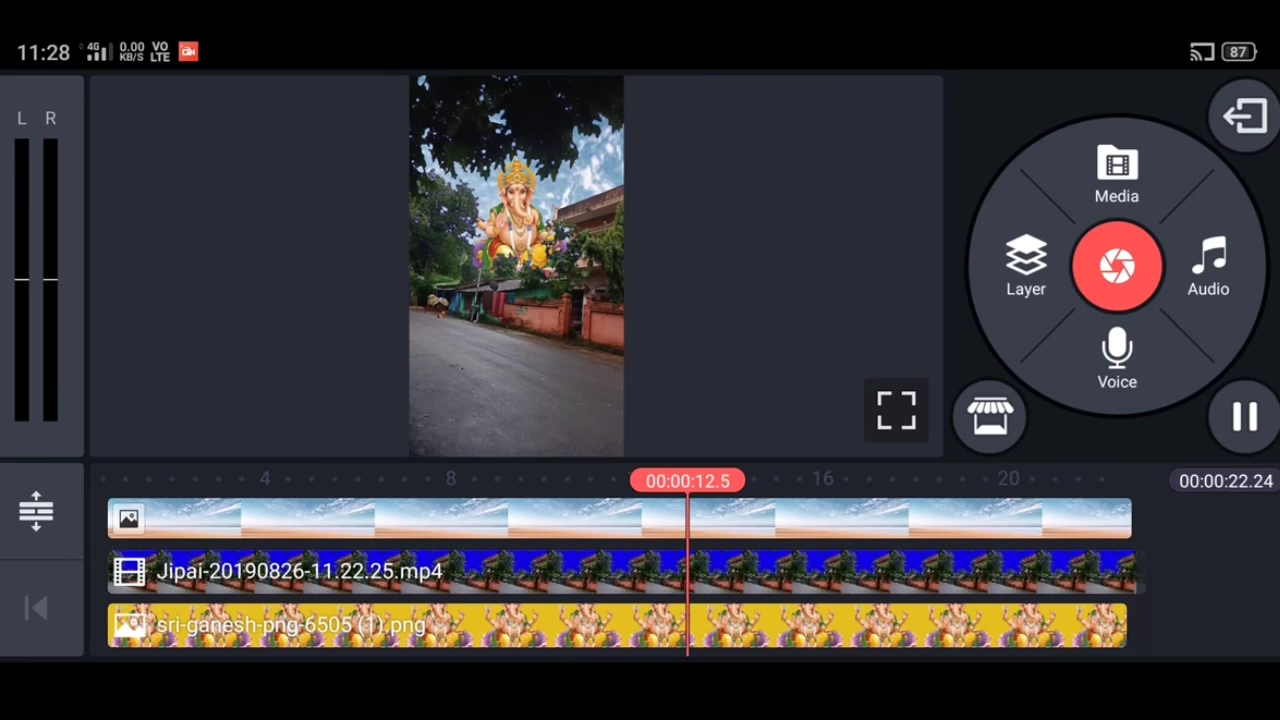 11:28 4G 0.00 KB/S VO LTE 87
L R
Media
Layer
Audio
Voice
4 8 00:00:12.5 16 20 00:00:22.24
Jipai-20190826-11.22.25.mp4
sri-ganesh-png-6505 (1).png